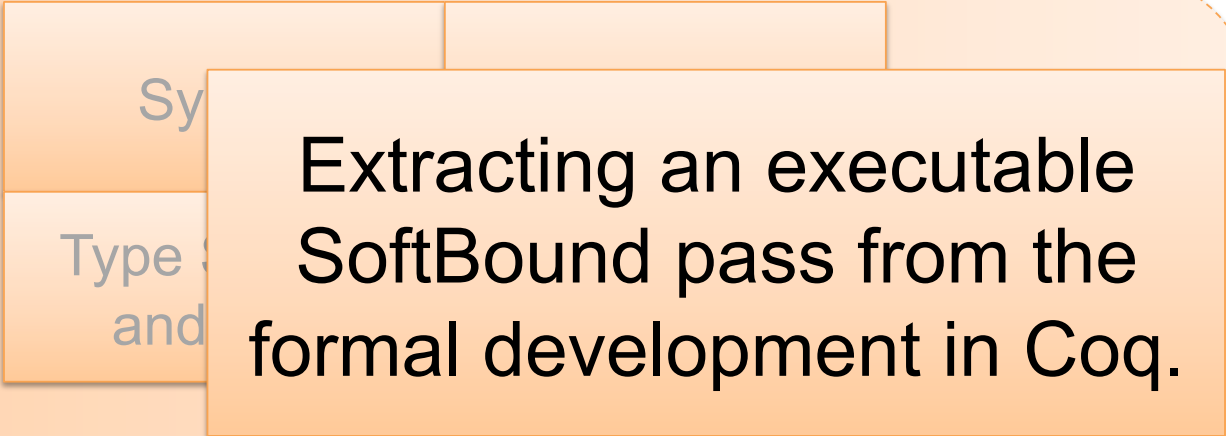 Sy
Extracting an executable
SoftBound pass from the
Type
and
formal development in Coq.